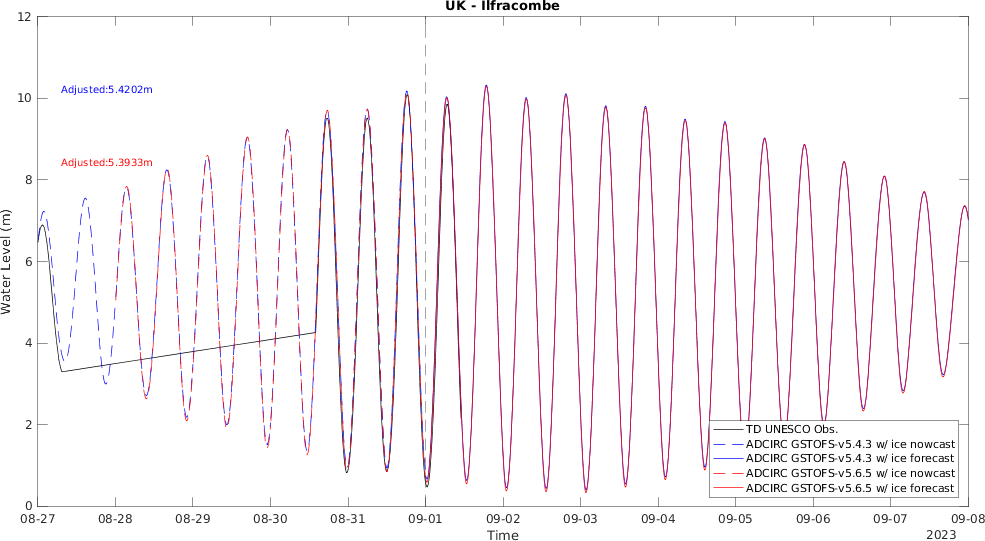 UK - Ilfracombe
12
10
8
6
4
2
0
Water Level (m)
Adjusted:5.4202m
Adjusted:5.3933m
TD UNESCO Obs.
ADCIRC GSTOFS-v5.4.3 w/ ice nowcast
ADCIRC GSTOFS-v5.4.3 w/ ice forecast
ADCIRC GSTOFS-v5.6.5 w/ ice nowcast
ADCIRC GSTOFS-v5.6.5 w/ ice forecast
08-27 08-28 08-29 08-30 08-31 09-01 09-02 09-03 09-04 09-05 09-06 09-07 09-08
Time
2023